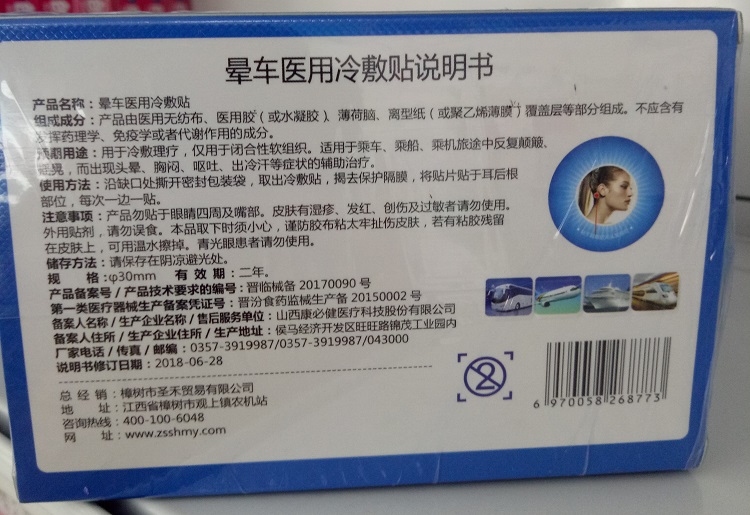 晕车医用冷敷贴说明书
产品名称：晕车医用冷敷贴
组成成分：产品由医用无纺布、医用胶（或水凝胶）、薄荷脑、离型纸（或聚乙烯薄膜）覆盖层等部分组成。不应含有
发挥药理学、免疫学或者代谢作用的成分。
预期用途：用于冷敷理疗，仅用于闭合性软组织。适用于乘车、乘船、乘机旅途中反复颠簸、
摇晃，而出现头晕、胸闷、呕吐、出冷汗等症状的辅助治疗。
使用方法：沿缺口处撕开密封包装袋，取出冷敷贴，揭去保护隔膜，将贴片贴于耳后根
部位，每次一边一贴。
注意事项：产品勿贴于眼睛四周及嘴部。皮肤有湿疹、发红、创伤及过敏者请勿使用。
外用贴剂，请勿误食。本品取下时须小心，谨防胶布粘太牢扯伤皮肤，若有粘胶残留
在皮肤上，可用温水擦掉。青光眼患者请勿使用。
储存方法：请保存在阴凉避光处。
规 格：φ30mm 有 效 期：二年。
产品备案号 / 产品技术要求的编号：晋临械备 20170090 号
第一类医疗器械生产备案凭证号：晋汾食药监械生产备 20150002 号
备案人名称 / 生产企业名称 / 售后服务单位：山西康必健医疗科技股份有限公司
备案人住所 / 生产企业住所 / 生产地址：侯马经济开发区旺旺路锦茂工业园内
厂家电话 / 传真 / 邮编：0357-3919987/0357-3919987/043000
说明书修订日期：2018-06-28
总 经 销：樟树市圣禾贸易有限公司
地 址：江西省樟树市观上镇农机站
咨询热线：400-100-6048
网 址：www.zsshmy.com
2
6 970058 268773